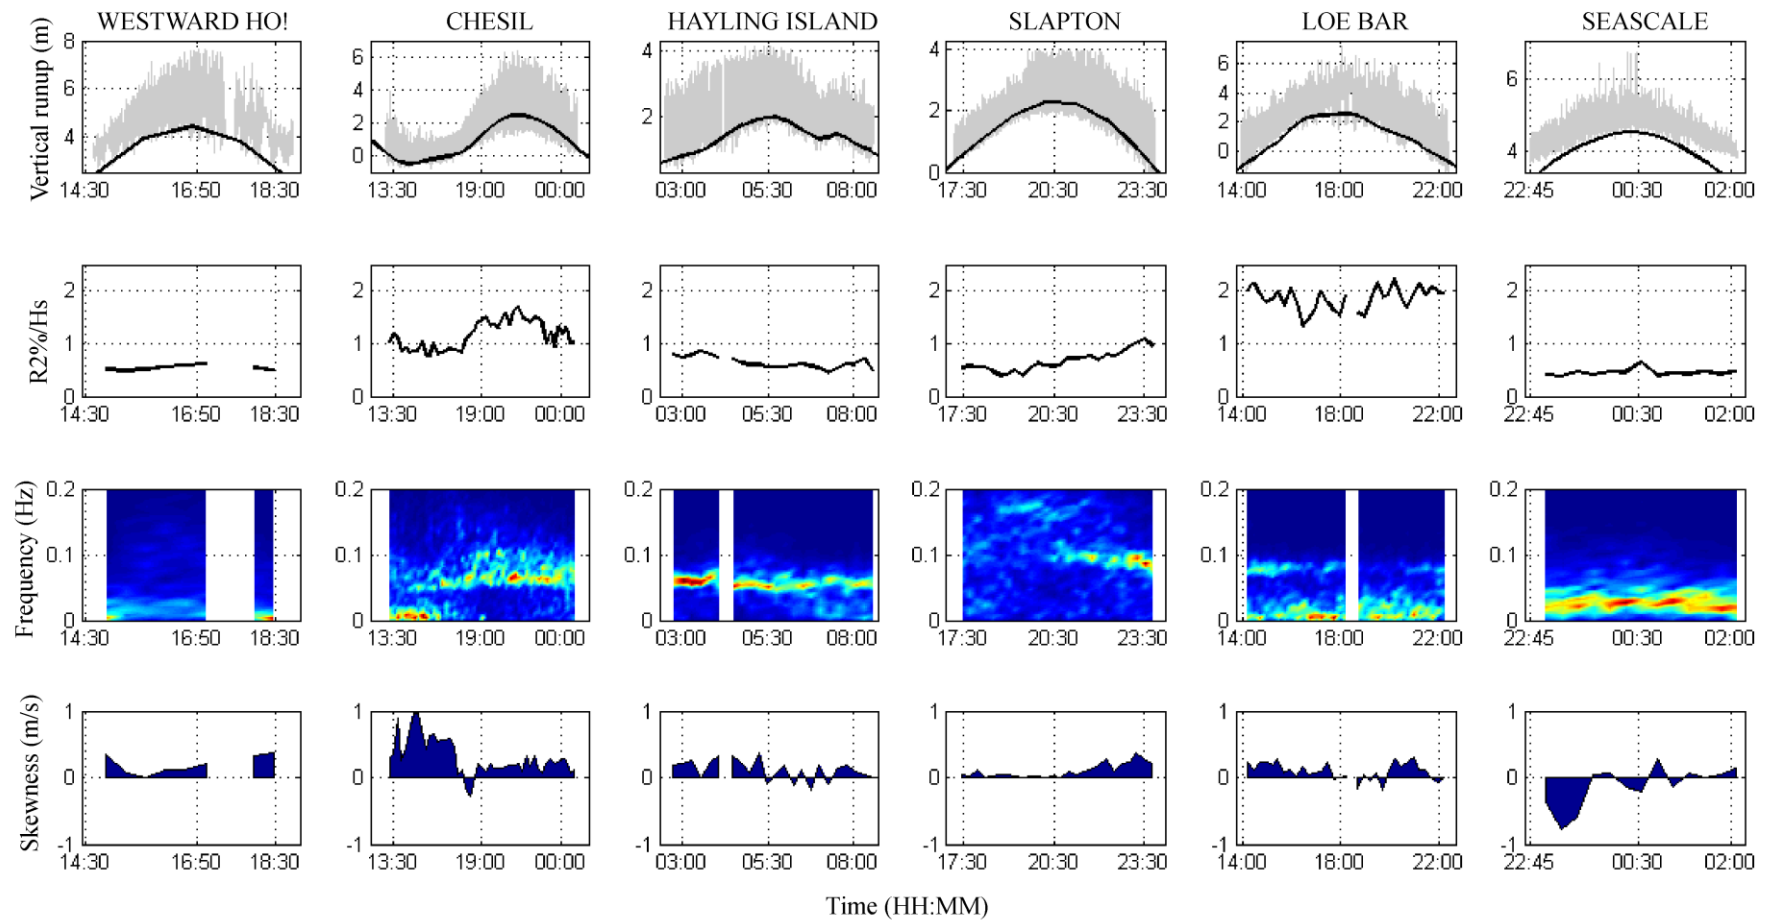 WESTWARD HO! CHESIL HAYLING ISLAND SLAPTON LOE BAR SEASCALE
Vertical runup (m)
8 6 4
14:30 16:50 18:30
6 4 2 0
13:30 19:00 00:00
4 2
03:00 05:30 08:00
4 2 0
17:30 20:30 23:30
6 4 2 0
14:00 18:00 22:00
6 4
22:45 00:30 02:00
R2%/Hs
2 1 0
14:30 16:50 18:30
2 1 0
13:30 19:00 00:00
2 1 0
03:00 05:30 08:00
2 1 0
17:30 20:30 23:30
2 1 0
14:00 18:00 22:00
2 1 0
22:45 00:30 02:00
Frequency (Hz)
0.2 0.1 0
14:30 16:50 18:30
0.2 0.1 0
13:30 19:00 00:00
0.2 0.1 0
03:00 05:30 08:00
0.2 0.1 0
17:30 20:30 23:30
0.2 0.1 0
14:00 18:00 22:00
0.2 0.1 0
22:45 00:30 02:00
Skewness (m/s)
1 0 -1
14:30 16:50 18:30
1 0 -1
13:30 19:00 00:00
1 0 -1
03:00 05:30 08:00
1 0 -1
17:30 20:30 23:30
1 0 -1
14:00 18:00 22:00
1 0 -1
22:45 00:30 02:00
Time (HH:MM)